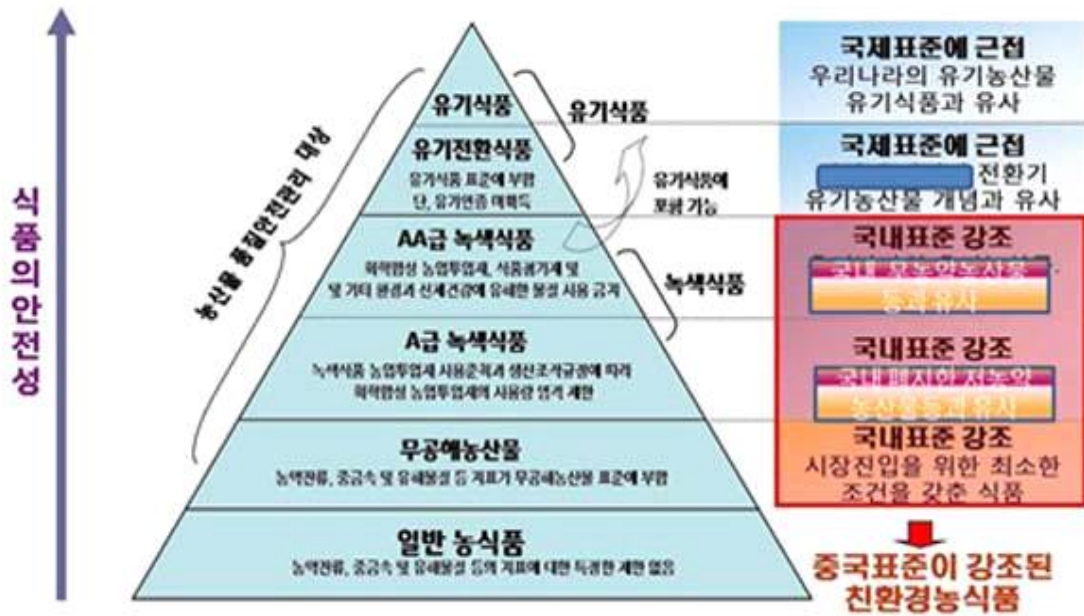 식품의안전성
농산물 품질안전관리 대상
유기식품
유기전환식품
유기식품 표준에 부합
단, 유기인증 미획득
AA급 녹색식품
화학합성 농업투입재, 식품첨가제 및
및 기타 환경과 신체건강에 유해한 물질 사용 금지
A급 녹색식품
녹색식품 농업투입재 사용준칙과 생산조작규정에 따라
화학합성 농업투입재의 사용량 엄격 제한
무공해농산물
농약잔류, 중금속 및 유해물질 등 지표가 무공해농산물 표준에 부합
일반 농식품
농약잔류, 중금속 및 유해물질 등의 지표에 대한 특정한 제한 없음
유기식품
유기식품에
포함 가능
녹색식품
국제표준에 근접
우리나라의 유기농산물
유기식품과 유사
국제표준에 근접
전환기
유기농산물 개념과 유사
국내표준 강조
국내
등과 유사
국내표준 강조
국내폐지한 저농약
농산물등과 유사
국내표준 강조
시장진입을 위한 최소한
조건을 갖춘 식품
중국표준이 강조된
친환경농식품